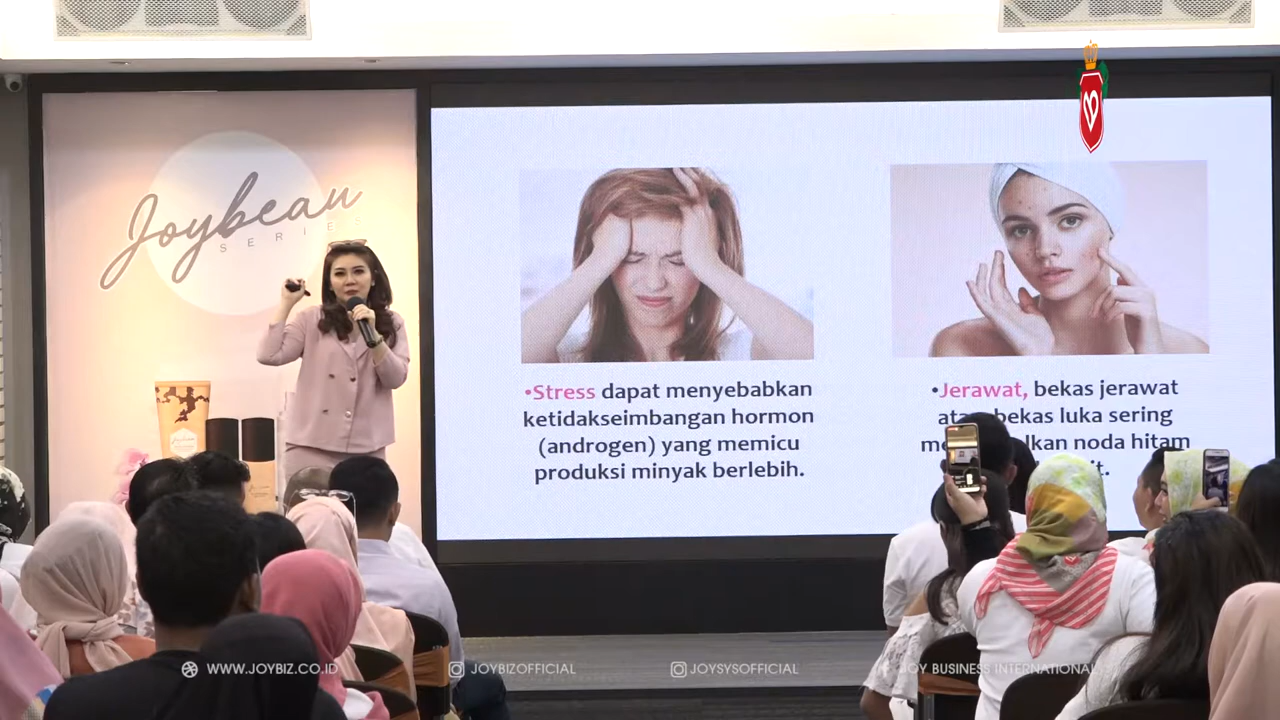 Joybeau
SERIES
•Stress dapat menyebabkan
ketidakseimbangan hormon
(androgen) yang memicu
produksi minyak berlebih.
•Jerawat, bekas jerawat
bekas luka sering
noda hitam
WWW.JOYBIZ.CO.ID
JOYBIZOFFICIAL
JOYSYSOFFICIAL
JOY BUSINESS INTERNATIONAL